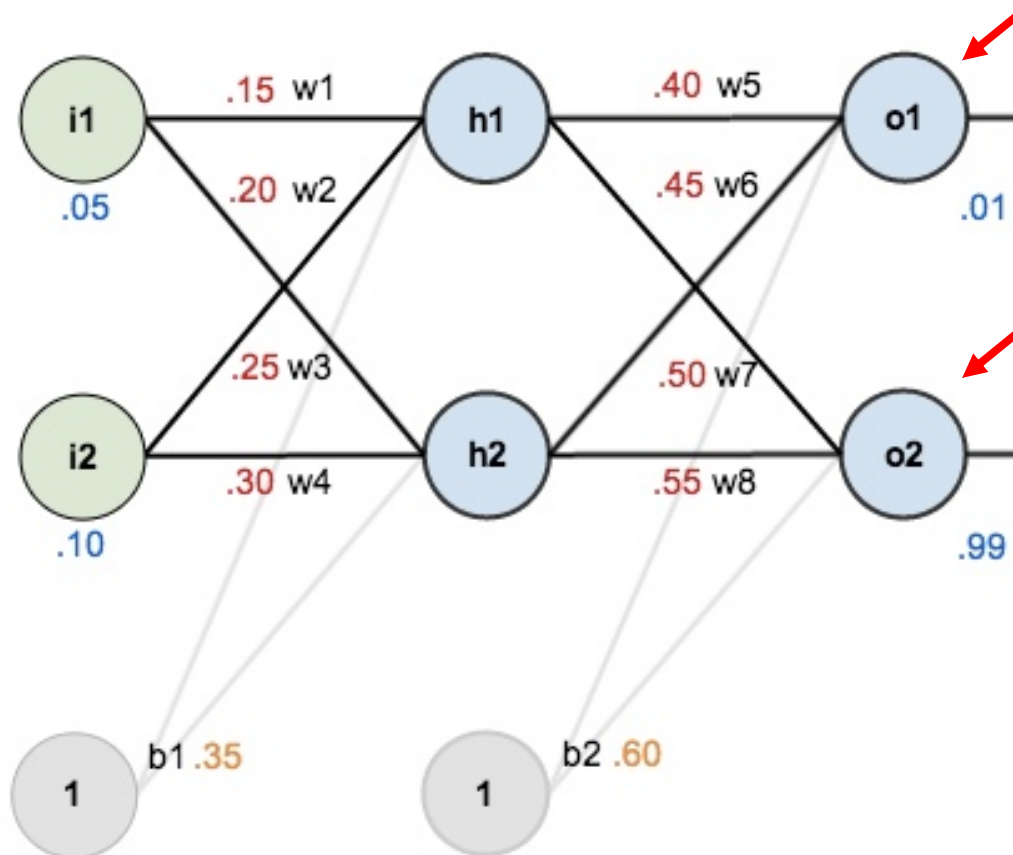 .15 w1
.40 w5
i1
h1
o1
.20 w2
.45 w6
.05
.01
.25 w3
.50 w7
i2
h2
o2
.30 w4
.55 w8
.10
.99
b1 .35
b2 .60
1
1